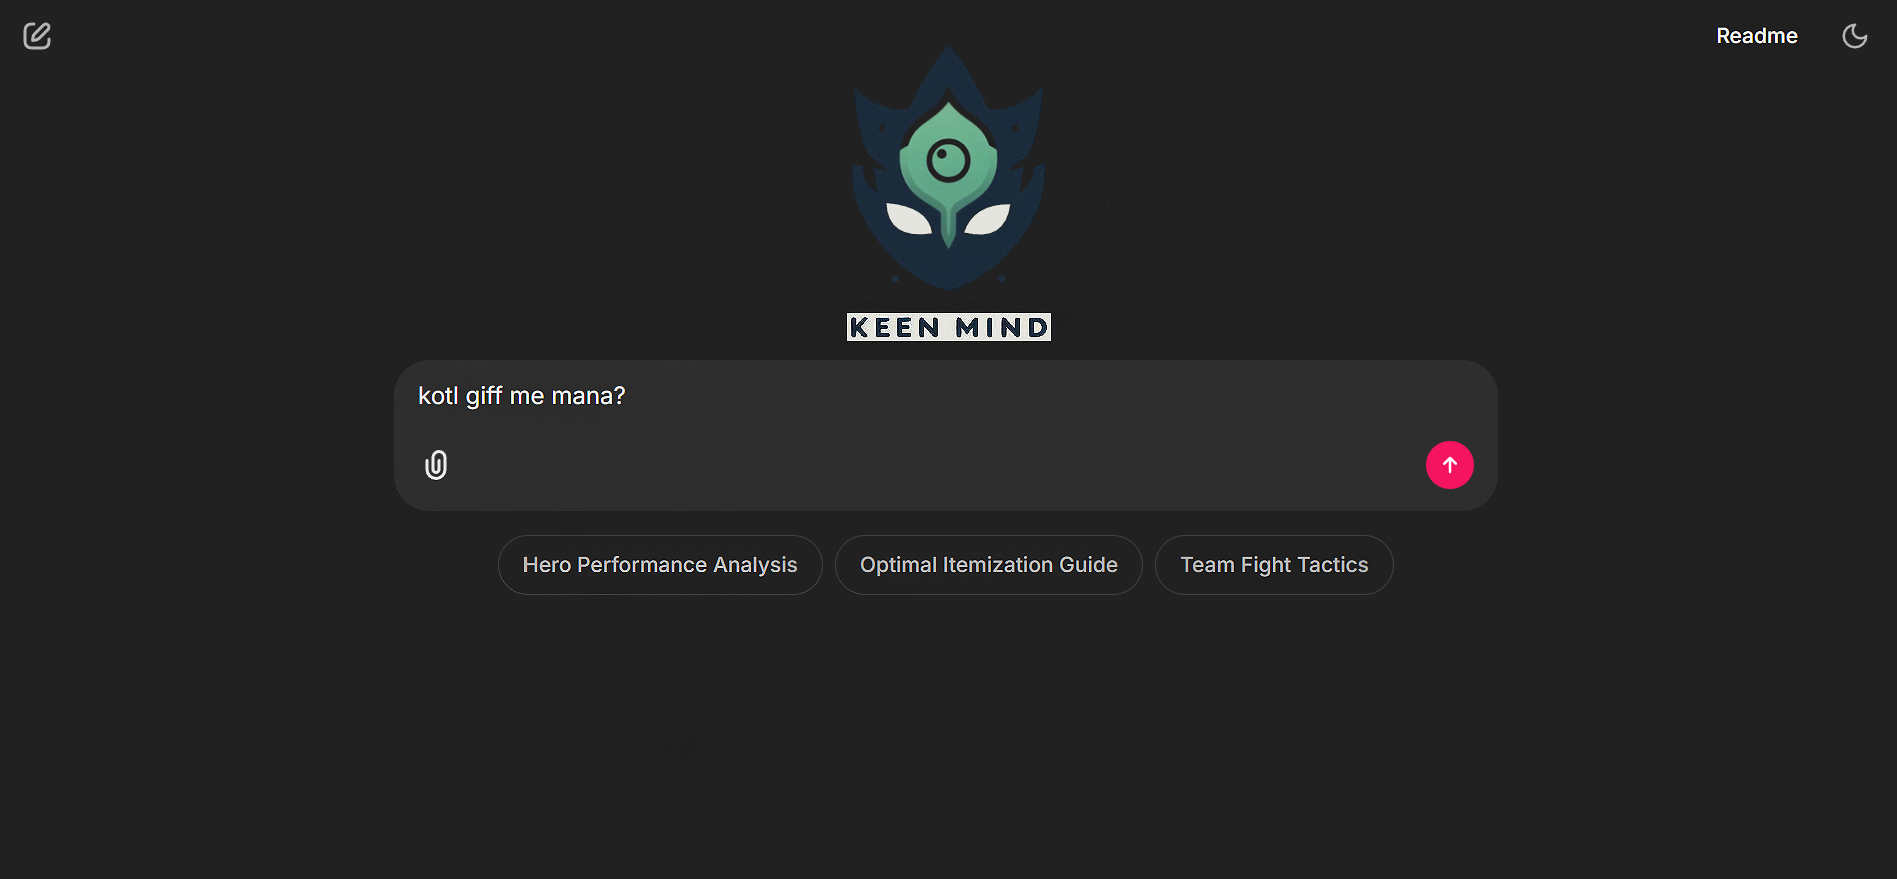 Readme
KEEN MIND
kotl giff me mana?
Hero Performance Analysis
Optimal Itemization Guide
Team Fight Tactics